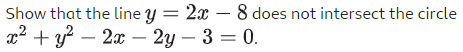 Show that the line y = 2x − 8 does not intersect the circle
x² + y² − 2x − 2y − 3 = 0.